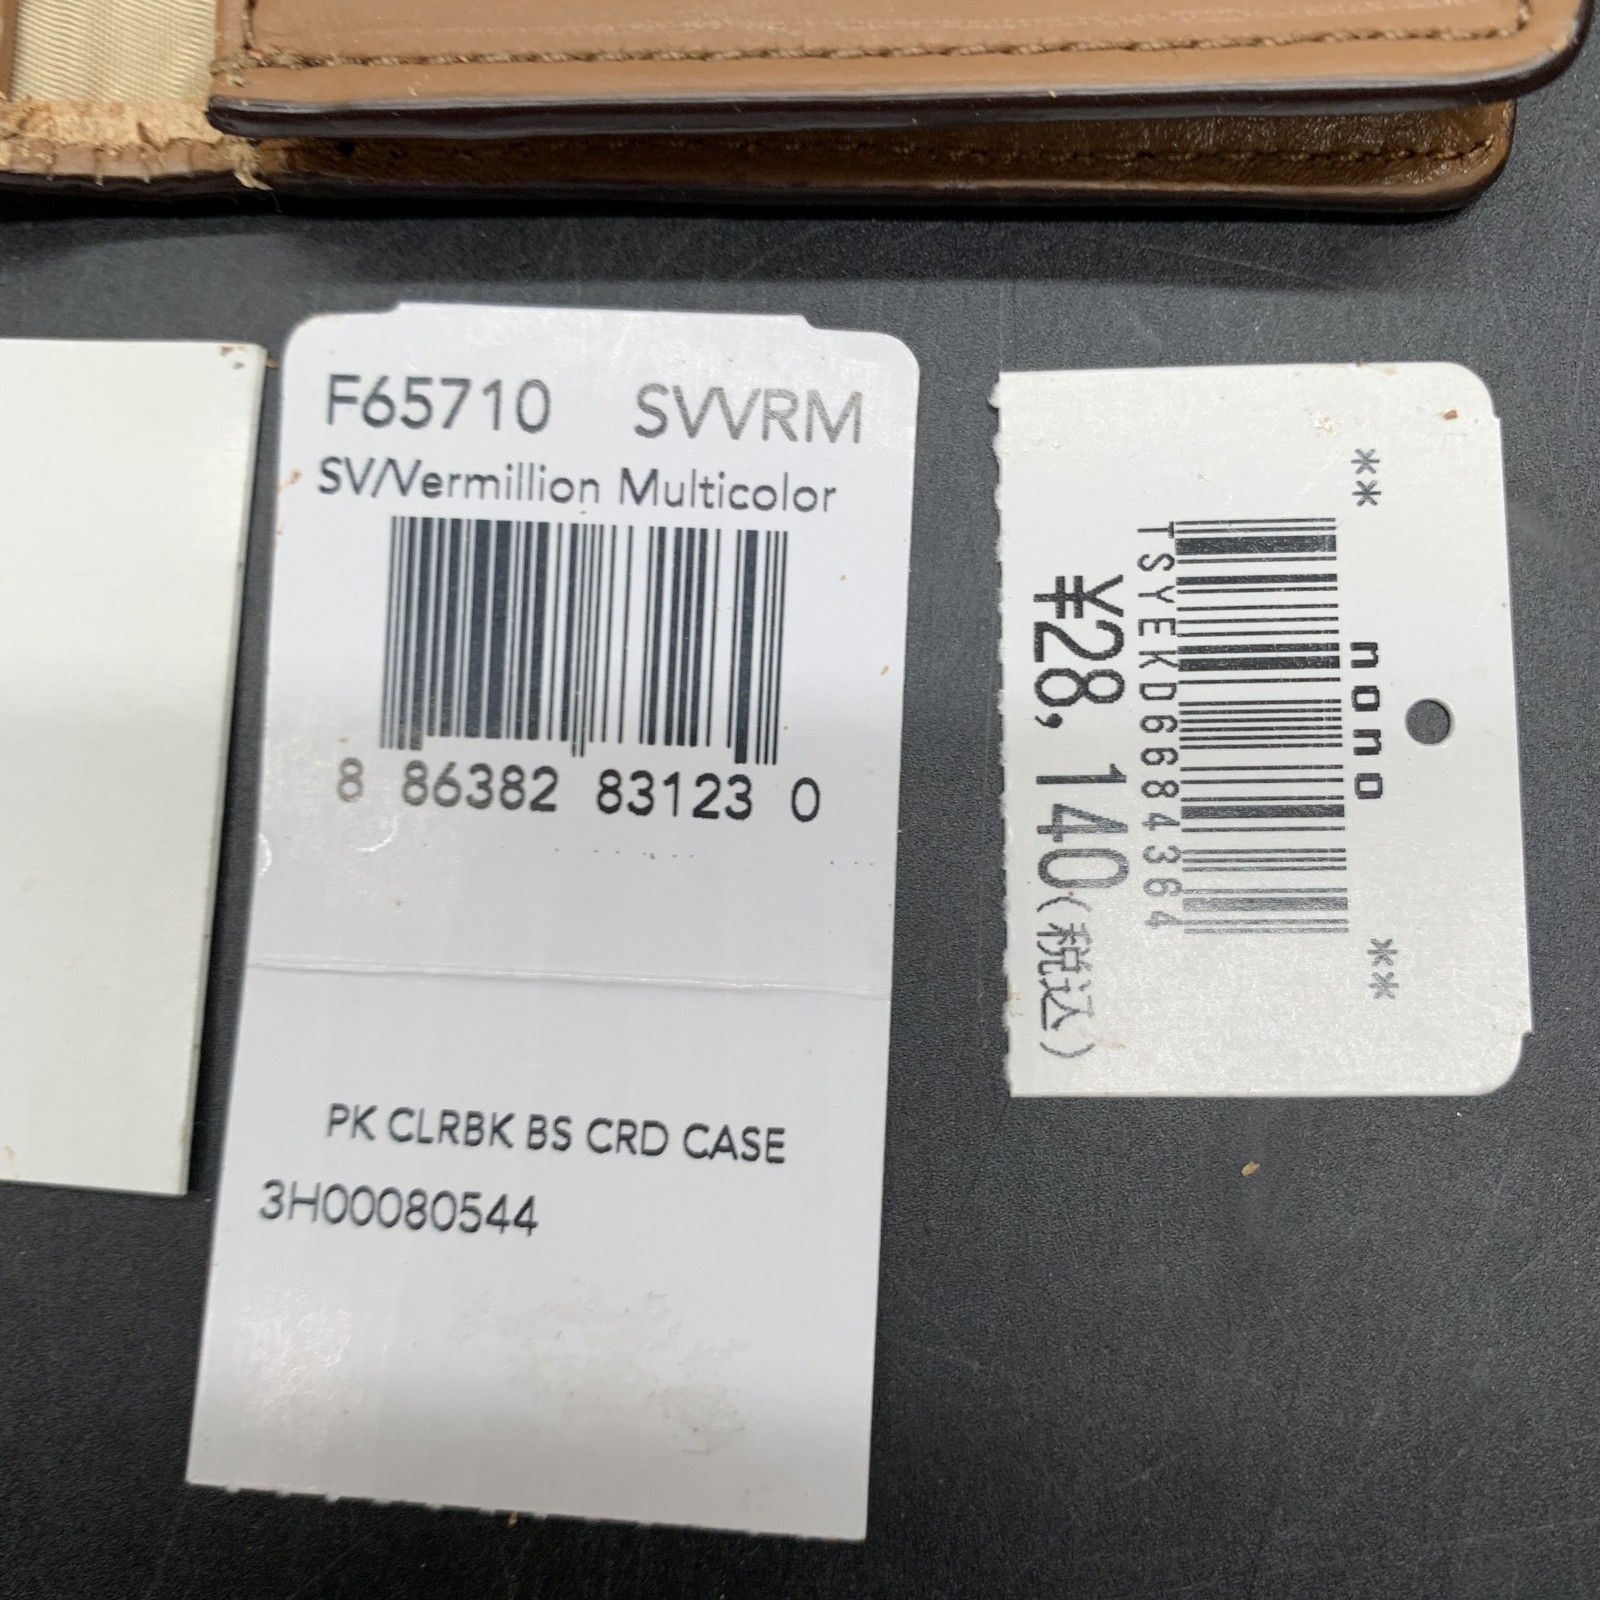 F65710 SVVRM
SV/Vermillion Multicolor
8 86382 83123 0
PK CLRBK BS CRD CASE
3H00080544
** nono **
TSYEKD6684364
¥28,140(税込)